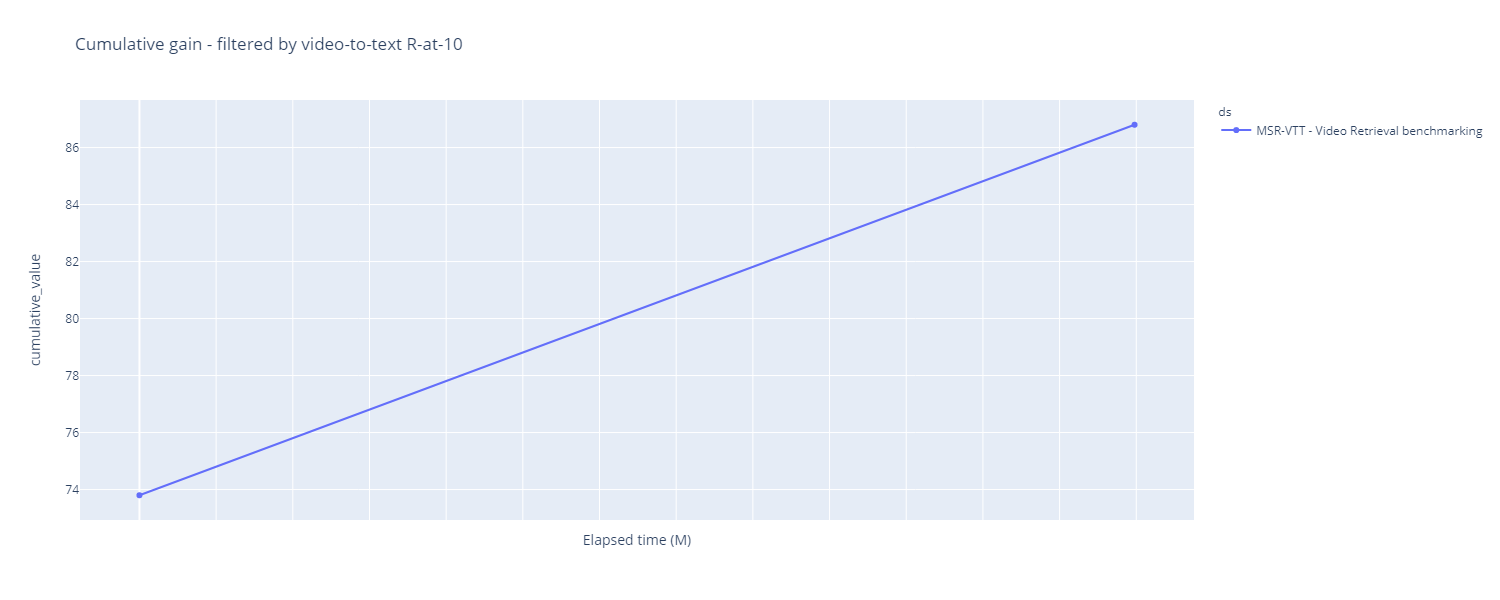 Cumulative gain - filtered by video-to-text R-at-10
ds
MSR-VTT - Video Retrieval benchmarking
86
84
82
80
78
76
74
cumulative_value
Elapsed time (M)